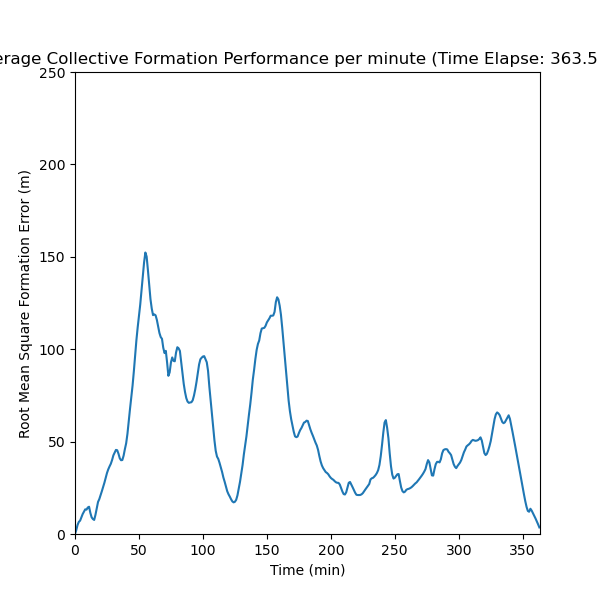 erage Collective Formation Performance per minute (Time Elapse: 363.5
250
200
150
100
50
0
Root Mean Square Formation Error (m)
0 50 100 150 200 250 300 350
Time (min)